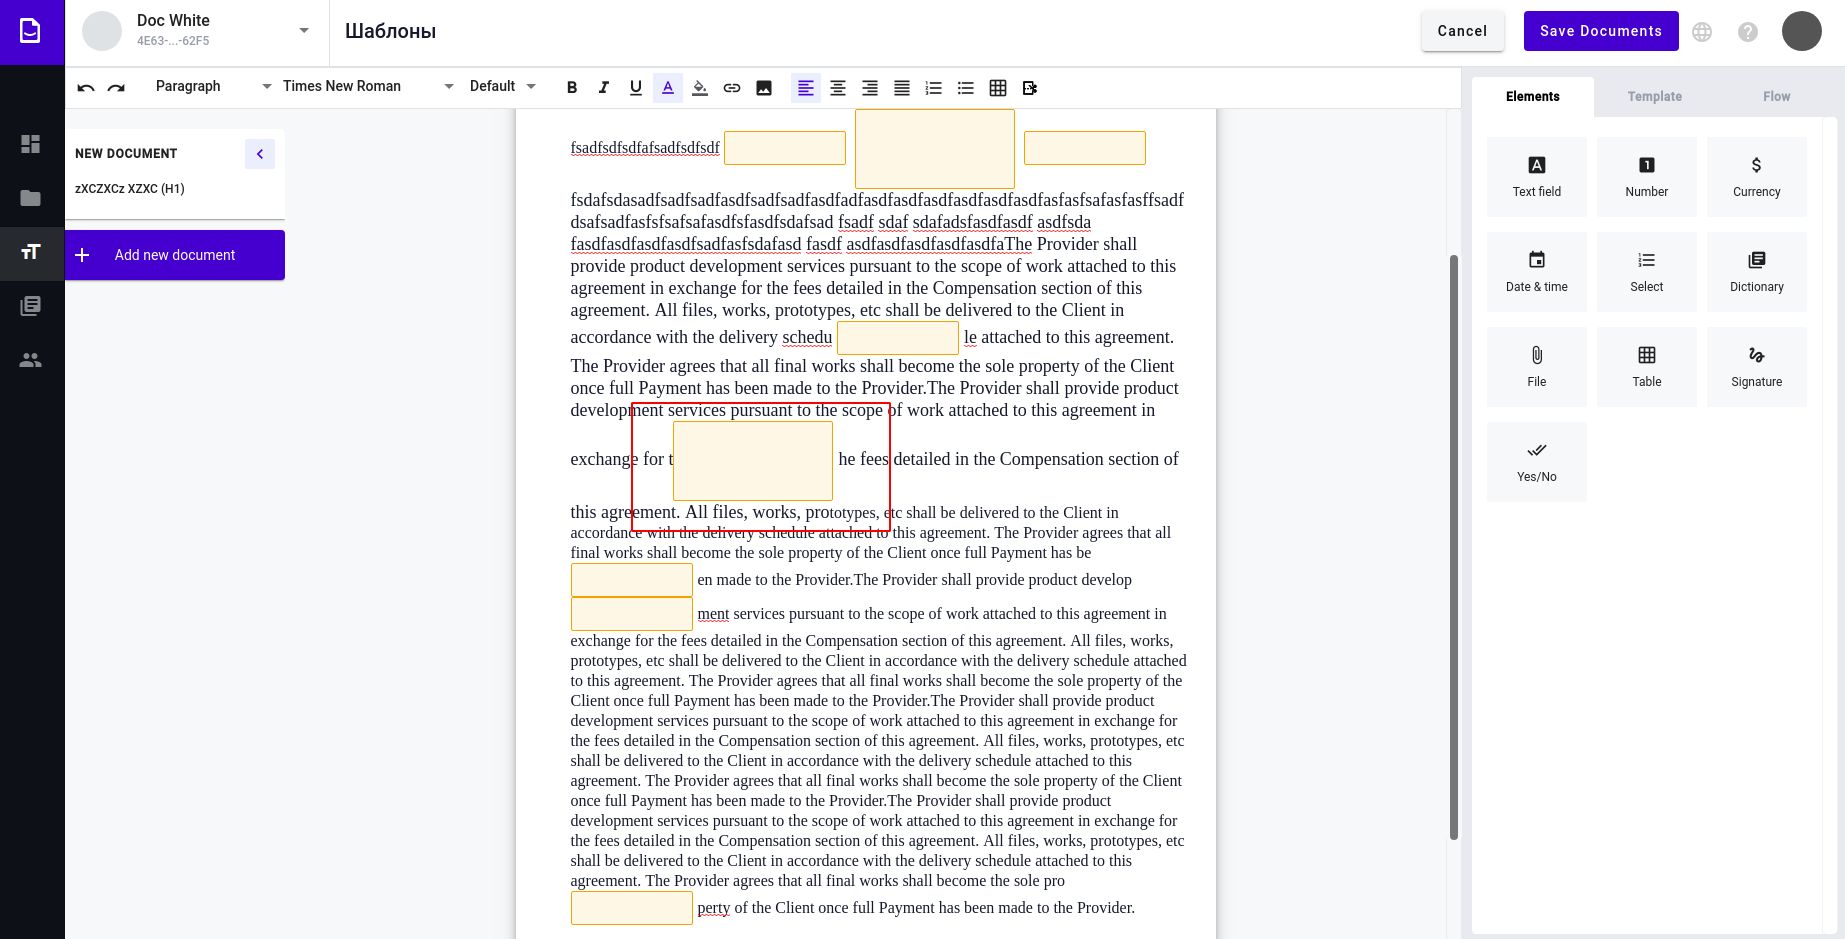 Doc White
4E63-...-62F5
Шаблоны
Cancel
Save Documents
Paragraph
Times New Roman
Default
NEW DOCUMENT
zXCZXCz XZXC (H1)
Add new document
fsadfsdfsdfafsadfsdfsdf
fsdafsdasadfsadfsadfasdfsadfsadfasdfadfasdfasdfasdfasdfasdfasdfasfasfsafasfasffsadf
dsafsadfasfsfsafsafasdfsfasdfsdafsad fsadf sdaf sdafadsfasdfasdf asdfsda
fasdfasdfasdfasdfsadfasfsdafasd fasdf asdfasdfasdfasdfasdfaThe Provider shall
provide product development services pursuant to the scope of work attached to this
agreement in exchange for the fees detailed in the Compensation section of this
agreement. All files, works, prototypes, etc shall be delivered to the Client in
accordance with the delivery schedu le attached to this agreement.
The Provider agrees that all final works shall become the sole property of the Client
once full Payment has been made to the Provider.The Provider shall provide product
development services pursuant to the scope of work attached to this agreement in
exchange for t he fees detailed in the Compensation section of
this agreement. All files, works, prototypes, etc shall be delivered to the Client in
accordance with the delivery schedule attached to this agreement. The Provider agrees that all
final works shall become the sole property of the Client once full Payment has be
en made to the Provider.The Provider shall provide product develop
ment services pursuant to the scope of work attached to this agreement in
exchange for the fees detailed in the Compensation section of this agreement. All files, works,
prototypes, etc shall be delivered to the Client in accordance with the delivery schedule attached
to this agreement. The Provider agrees that all final works shall become the sole property of the
Client once full Payment has been made to the Provider.The Provider shall provide product
development services pursuant to the scope of work attached to this agreement in exchange for
the fees detailed in the Compensation section of this agreement. All files, works, prototypes, etc
shall be delivered to the Client in accordance with the delivery schedule attached to this
agreement. The Provider agrees that all final works shall become the sole property of the Client
once full Payment has been made to the Provider.The Provider shall provide product
development services pursuant to the scope of work attached to this agreement in exchange for
the fees detailed in the Compensation section of this agreement. All files, works, prototypes, etc
shall be delivered to the Client in accordance with the delivery schedule attached to this
agreement. The Provider agrees that all final works shall become the sole pro
perty of the Client once full Payment has been made to the Provider.
Elements
Template
Flow
Text field
Number
Currency
Date & time
Select
Dictionary
File
Table
Signature
Yes/No